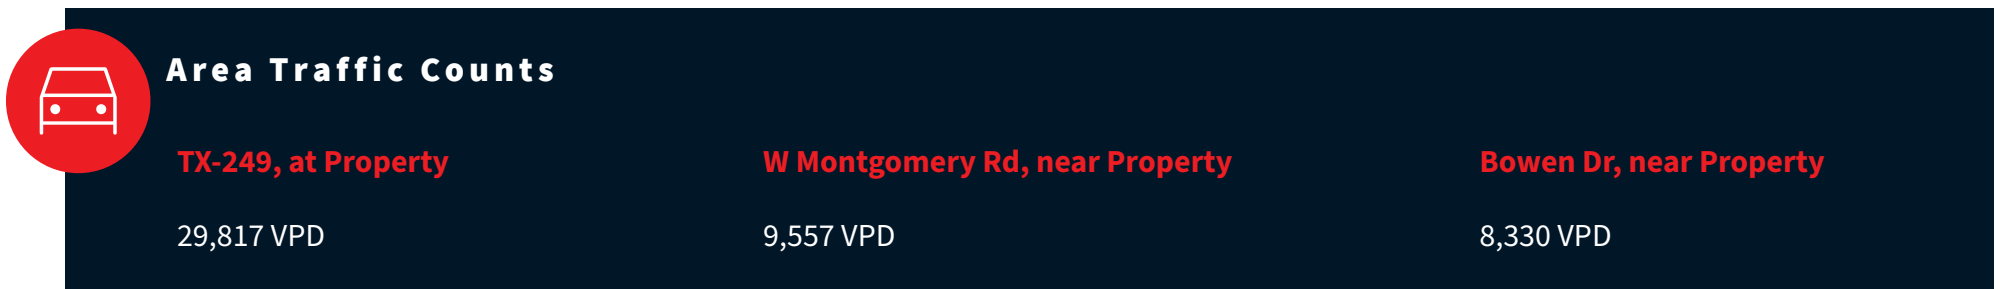 Area Traffic Counts
TX-249, at Property
W Montgomery Rd, near Property
Bowen Dr, near Property
29,817 VPD
9,557 VPD
8,330 VPD